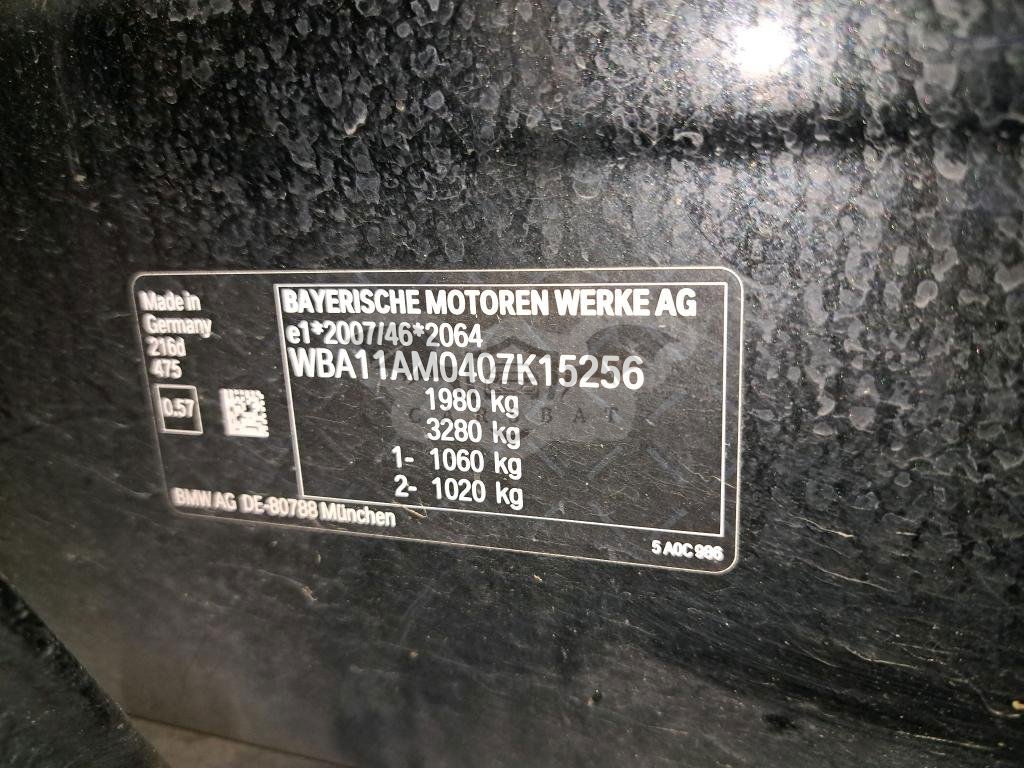 Made in
Germany
216d
475
0.57
BAYERISCHE MOTOREN WERKE AG
e1*2007/46*2064
WBA11AM0407K15256
1980 kg
3280 kg
1- 1060 kg
2- 1020 kg
BMW AG DE-80788 München
5 A0C 986
CARCABAT